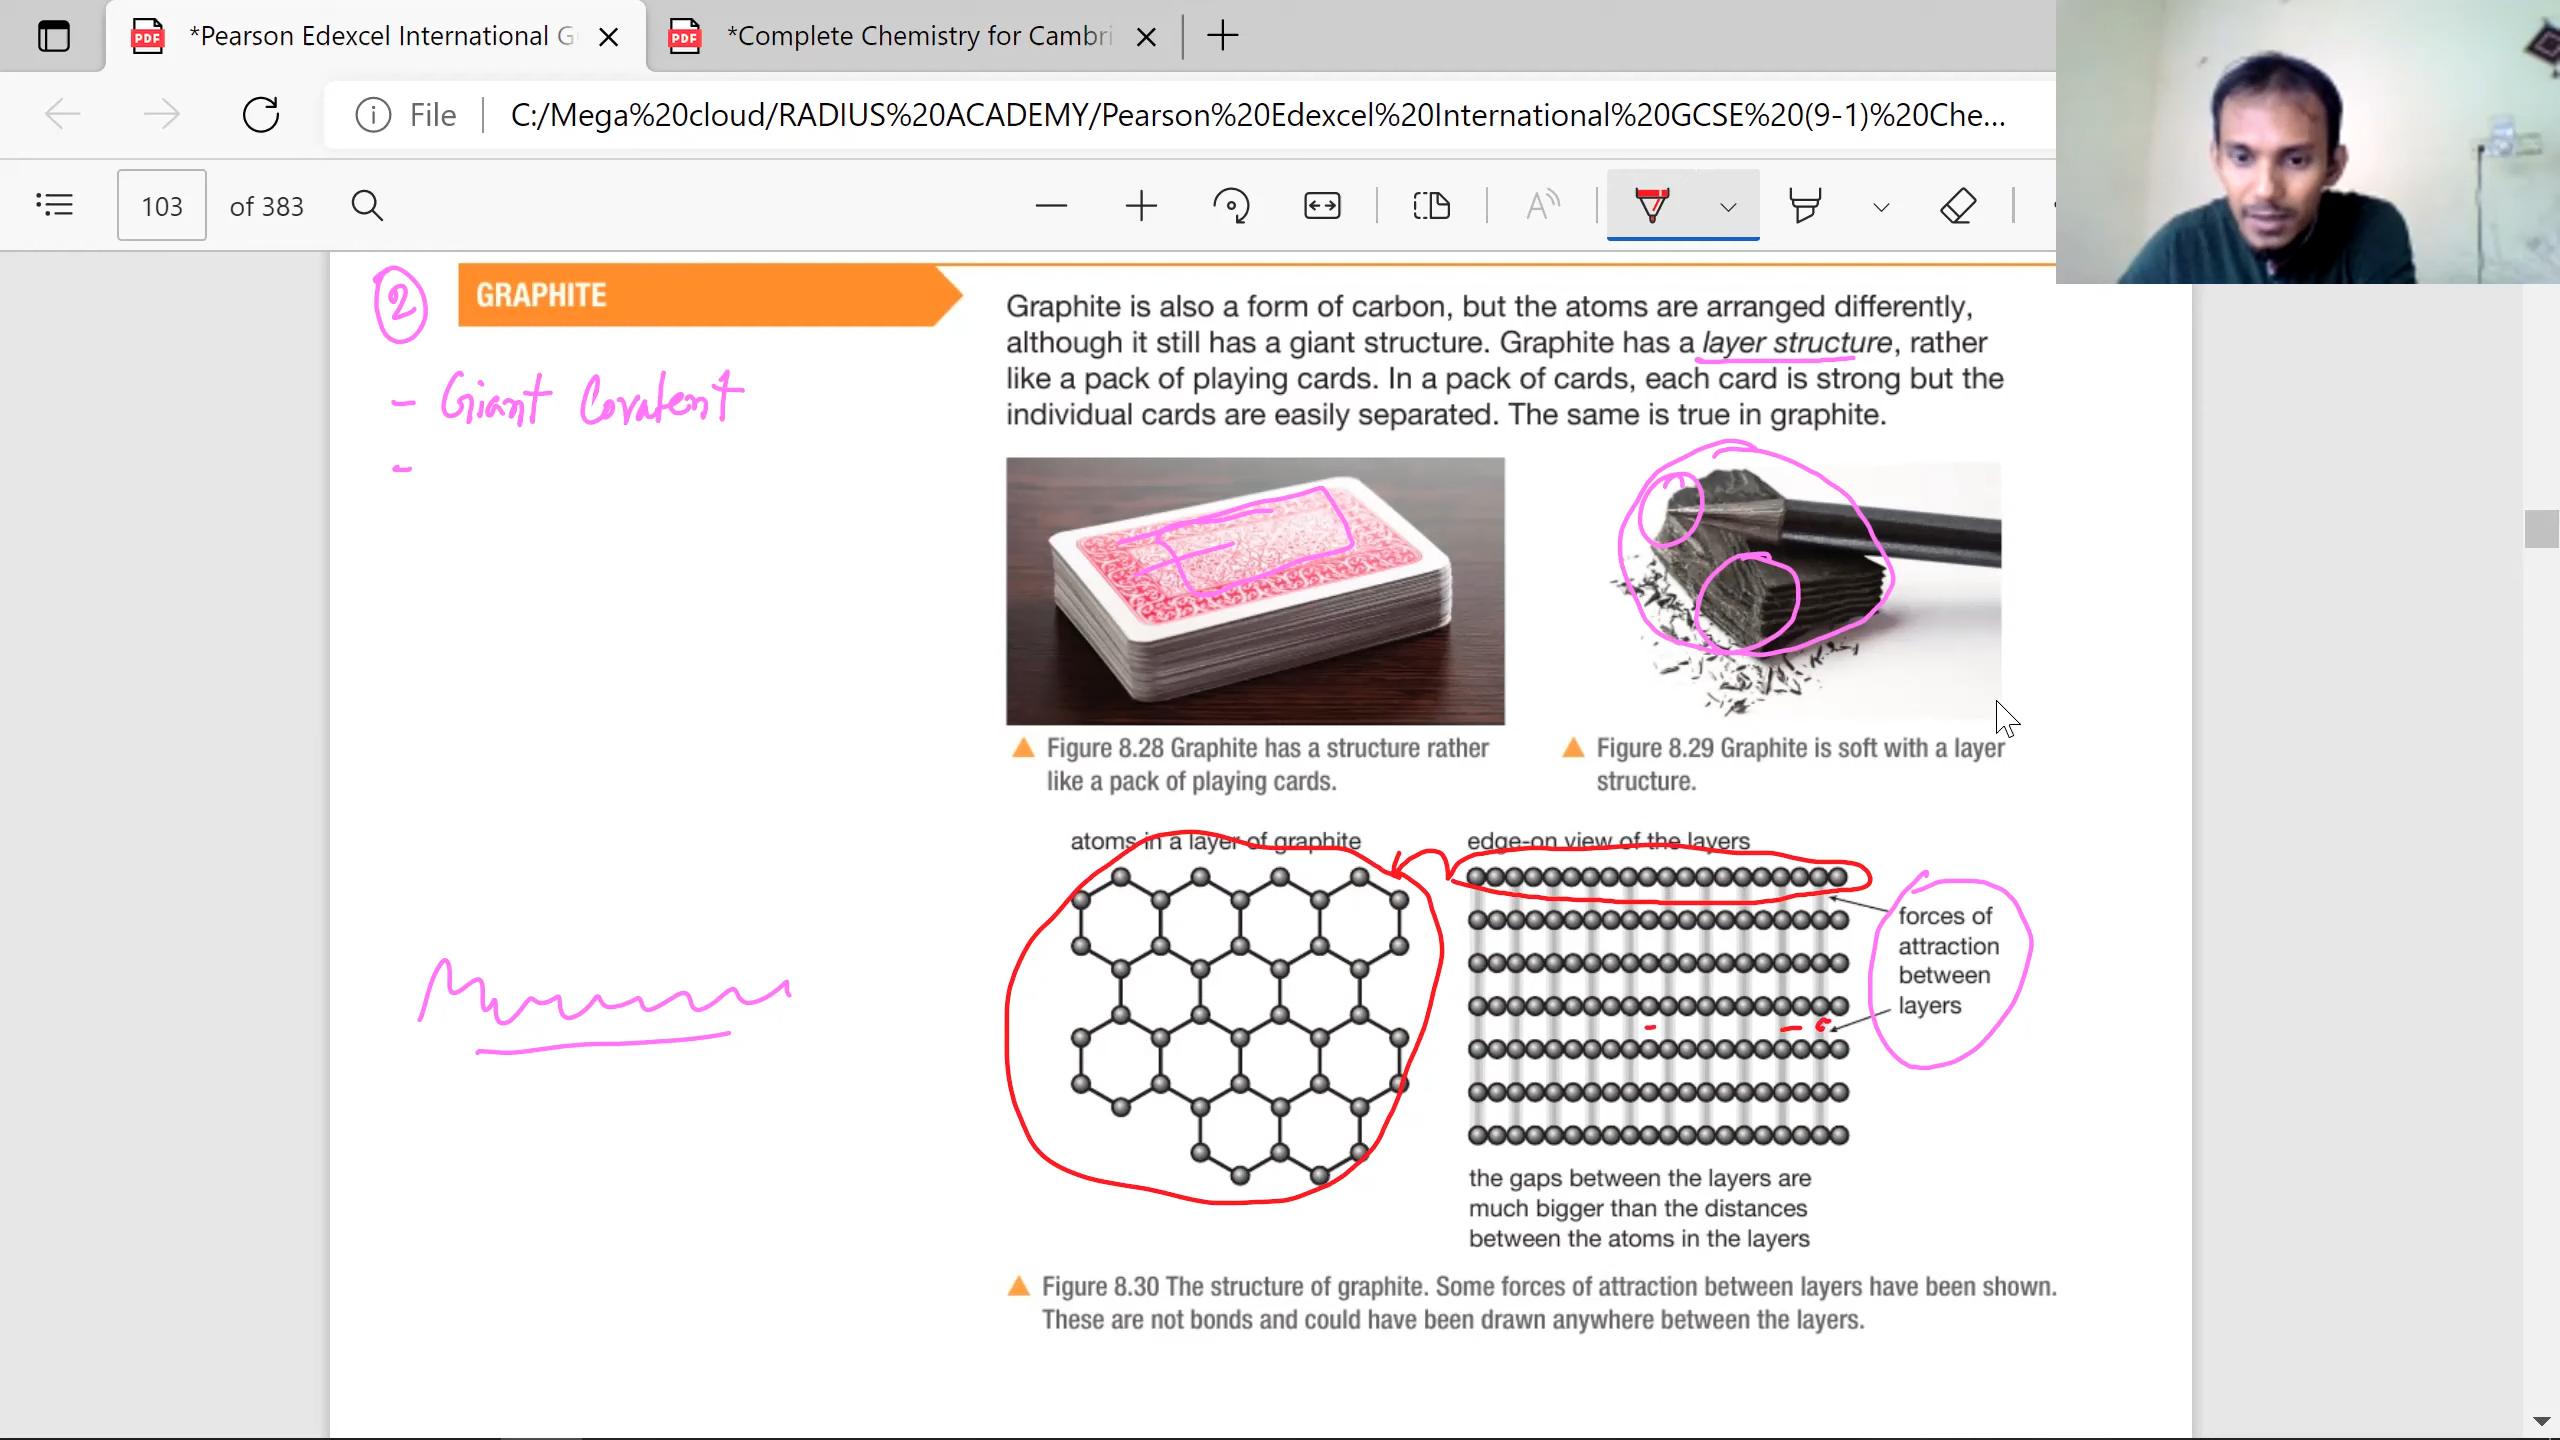 *Pearson Edexcel International G
*Complete Chemistry for Cambri
File
C:/Mega%20cloud/RADIUS%20ACADEMY/Pearson%20Edexcel%20International%20GCSE%20(9-1)%20Che...
103 of 383
2
GRAPHITE
- Giant Covalent
-
Graphite is also a form of carbon, but the atoms are arranged differently,
although it still has a giant structure. Graphite has a layer structure, rather
like a pack of playing cards. In a pack of cards, each card is strong but the
individual cards are easily separated. The same is true in graphite.
Figure 8.28 Graphite has a structure rather
like a pack of playing cards.
Figure 8.29 Graphite is soft with a layer
structure.
atoms in a layer of graphite
edge-on view of the layers
forces of
attraction
between
layers
the gaps between the layers are
much bigger than the distances
between the atoms in the layers
Figure 8.30 The structure of graphite. Some forces of attraction between layers have been shown.
These are not bonds and could have been drawn anywhere between the layers.